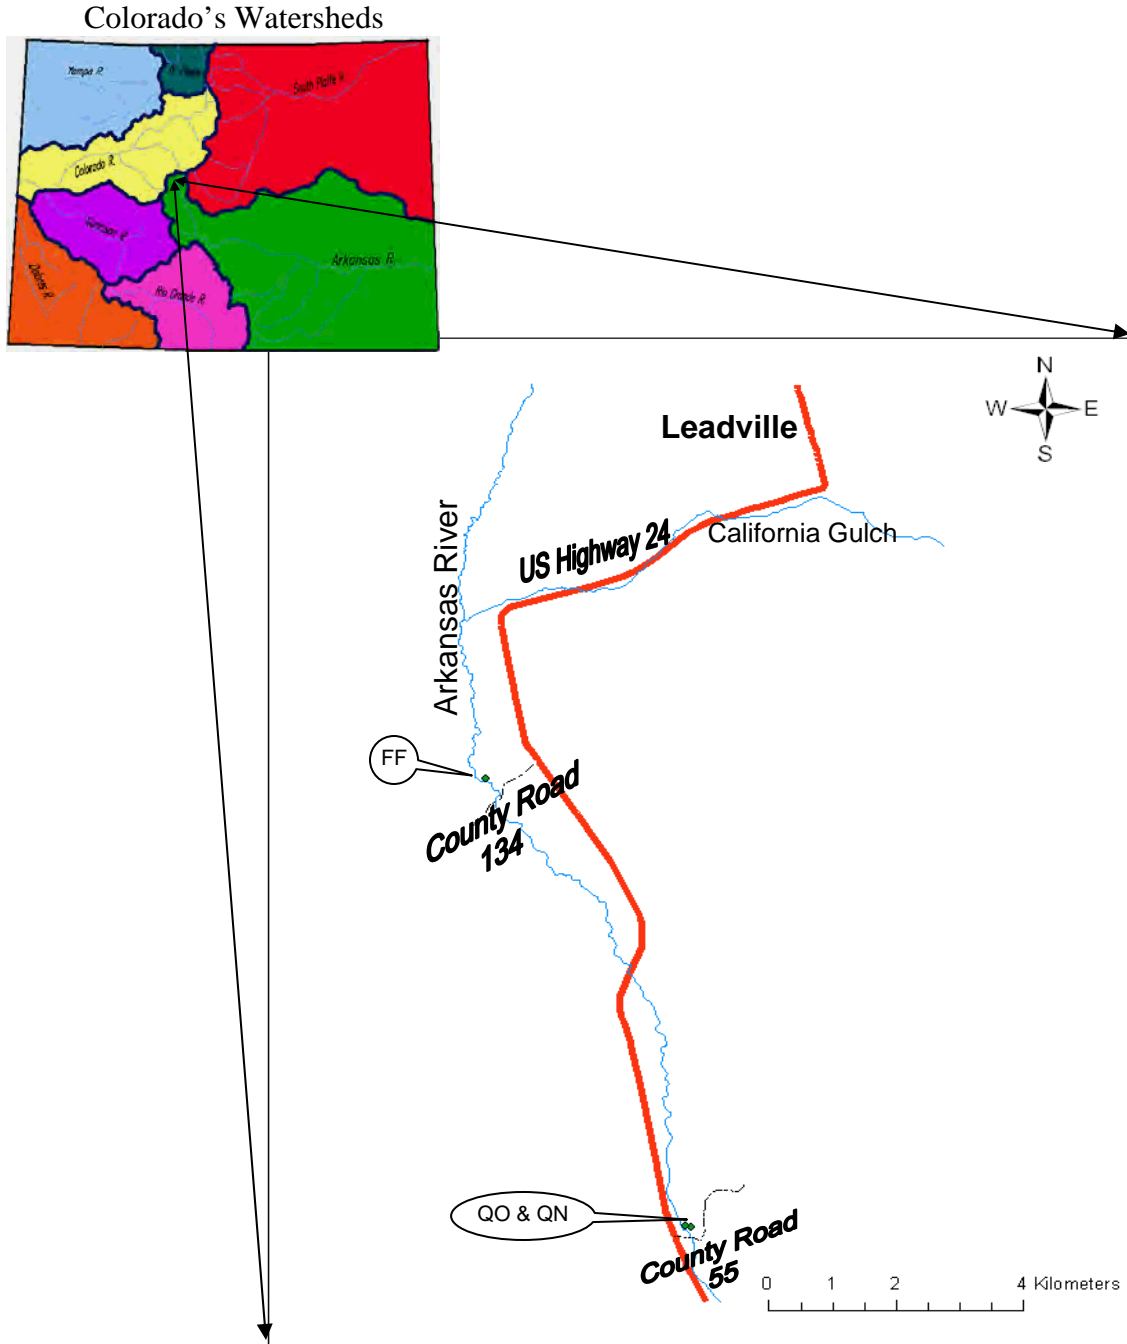 Colorado’s Watersheds
Yampa R.
N Platte
South Platte R.
Colorado R.
Gunnison R.
Arkansas R.
Dolores R.
Rio Grande R.
N
W E
S
Leadville
Arkansas River
US Highway 24
California Gulch
FF
County Road
134
QO & QN
County Road
55
0 1 2 4 Kilometers